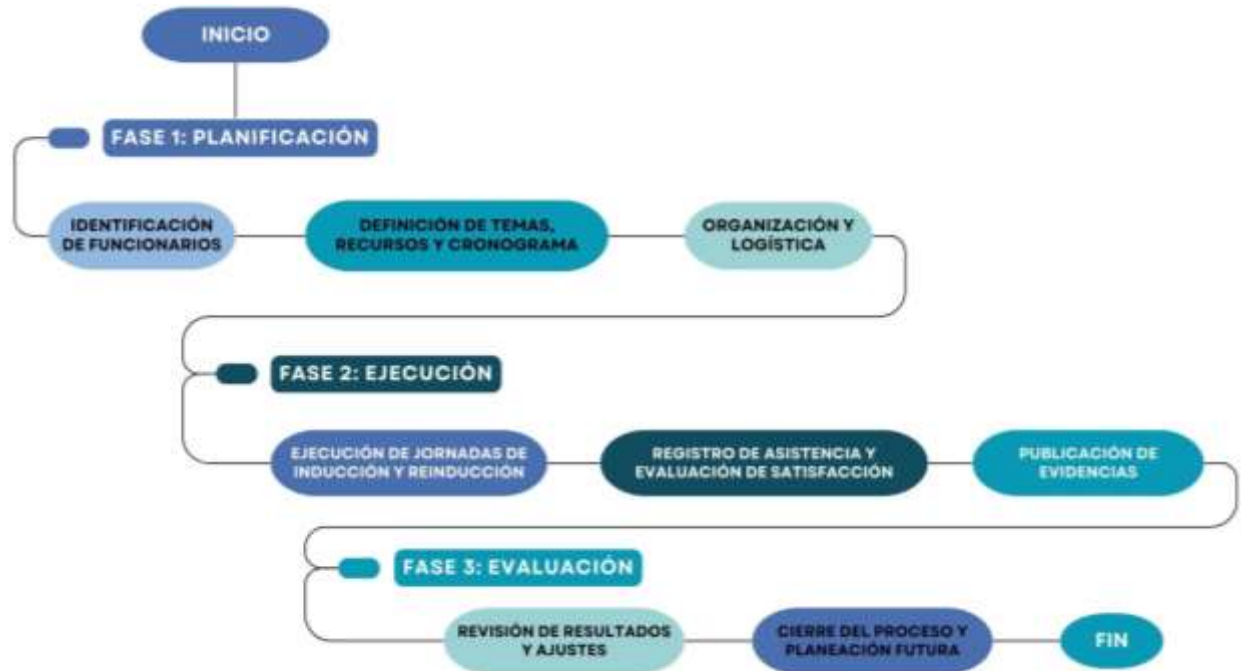 INICIO
FASE 1: PLANIFICACIÓN
IDENTIFICACIÓN
DE FUNCIONARIOS
DEFINICIÓN DE TEMAS,
RECURSOS Y CRONOGRAMA
ORGANIZACIÓN Y
LOGÍSTICA
FASE 2: EJECUCIÓN
EJECUCIÓN DE JORNADAS DE
INDUCCIÓN Y REINDUCCIÓN
REGISTRO DE ASISTENCIA Y
EVALUACIÓN DE SATISFACCIÓN
PUBLICACIÓN DE
EVIDENCIAS
FASE 3: EVALUACIÓN
REVISIÓN DE RESULTADOS
Y AJUSTES
CIERRE DEL PROCESO Y
PLANEACIÓN FUTURA
FIN